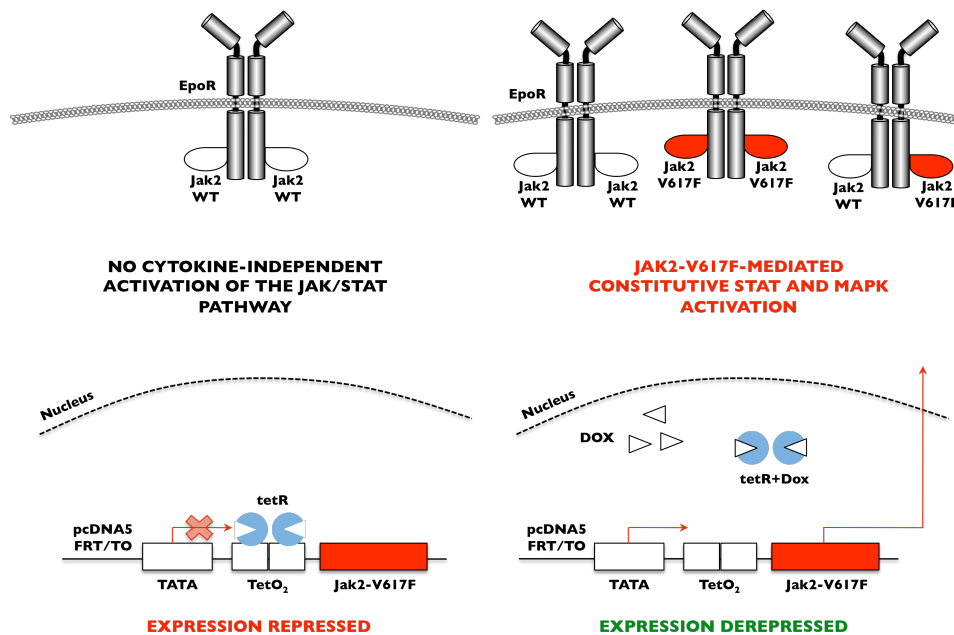 EpoR
Jak2
WT
Jak2
WT
NO CYTOKINE-INDEPENDENT
ACTIVATION OF THE JAK/STAT
PATHWAY
EpoR
Jak2
WT
Jak2
WT
Jak2
V617F
Jak2
V617F
Jak2
WT
Jak2
V617F
JAK2-V617F-MEDIATED
CONSTITUTIVE STAT AND MAPK
ACTIVATION
Nucleus
tetR
pcDNA5
FRT/TO
TATA
TetO₂
Jak2-V617F
EXPRESSION REPRESSED
Nucleus
DOX
tetR+Dox
pcDNA5
FRT/TO
TATA
TetO₂
Jak2-V617F
EXPRESSION DEREPRESSED